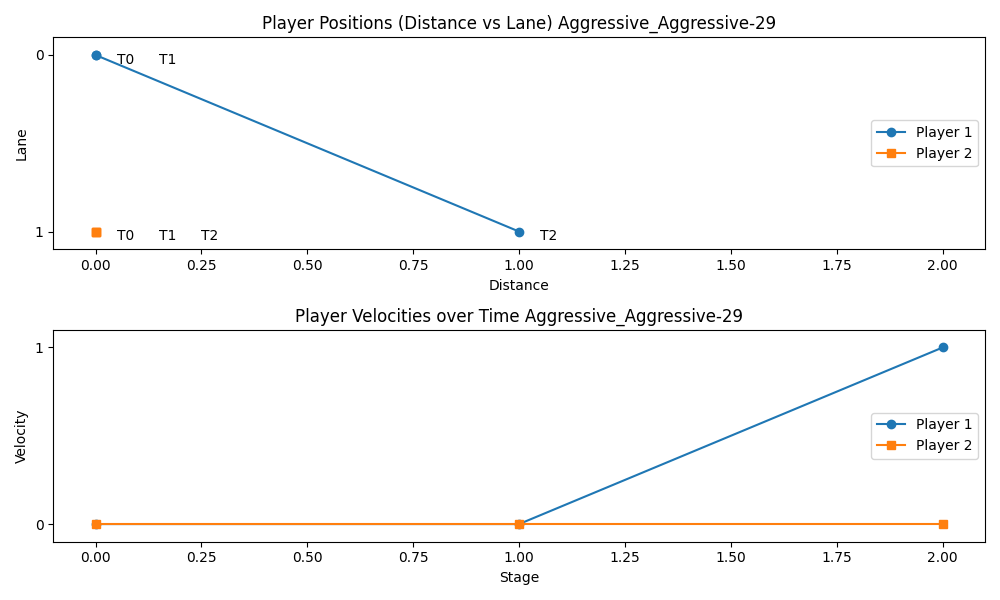 Player Positions (Distance vs Lane) Aggressive_Aggressive-29
0
T0 T1
Lane
Player 1
Player 2
1
T0 T1 T2
T2
0.00 0.25 0.50 0.75 1.00 1.25 1.50 1.75 2.00
Distance
Player Velocities over Time Aggressive_Aggressive-29
1
Velocity
Player 1
Player 2
0
0.00 0.25 0.50 0.75 1.00 1.25 1.50 1.75 2.00
Stage